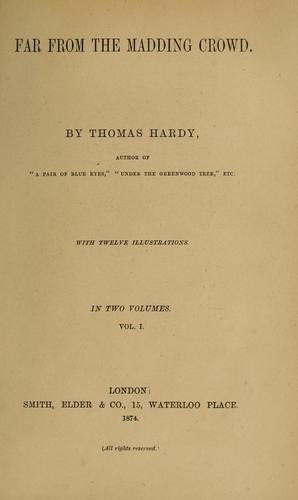 FAR FROM THE MADDING CROWD.
BY THOMAS HARDY,
AUTHOR OF
"A PAIR OF BLUE EYES," "UNDER THE GREENWOOD TREE," ETC.
WITH TWELVE ILLUSTRATIONS.
IN TWO VOLUMES.
VOL. I.
LONDON:
SMITH, ELDER & CO., 15, WATERLOO PLACE.
1874.
(All rights reserved.)